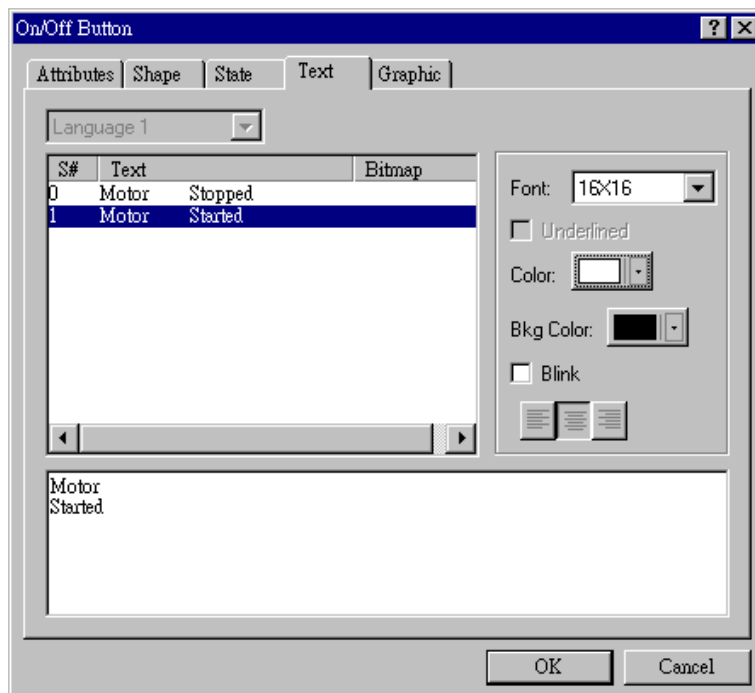 On/Off Button
Attributes Shape State Text Graphic
Language 1
S# Text Bitmap
0 Motor Stopped
1 Motor Started
Font: 16X16
Underlined
Color:
Bkg Color:
Blink
Motor
Started
OK Cancel